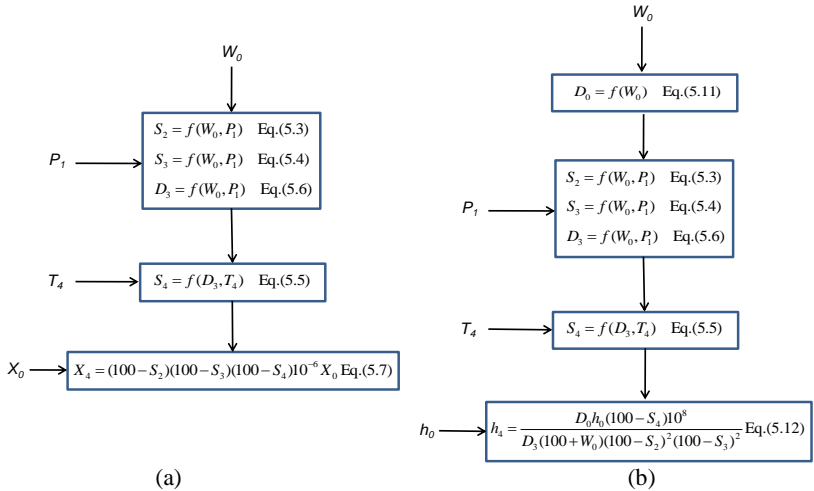 W₀
S₂ = f(W₀, P₁) Eq.(5.3)
P₁
S₃ = f(W₀, P₁) Eq.(5.4)
D₃ = f(W₀, P₁) Eq.(5.6)
T₄
S₄ = f(D₃, T₄) Eq.(5.5)
X₀
X₄ = (100 − S₂)(100 − S₃)(100 − S₄)10⁻⁶ X₀ Eq.(5.7)
(a)
W₀
D₀ = f(W₀) Eq.(5.11)
S₂ = f(W₀, P₁) Eq.(5.3)
P₁
S₃ = f(W₀, P₁) Eq.(5.4)
D₃ = f(W₀, P₁) Eq.(5.6)
T₄
S₄ = f(D₃, T₄) Eq.(5.5)
h₀
h₄ = D₀h₀(100 − S₄)10⁸ / D₃(100 + W₀)(100 − S₂)²(100 − S₃)² Eq.(5.12)
(b)